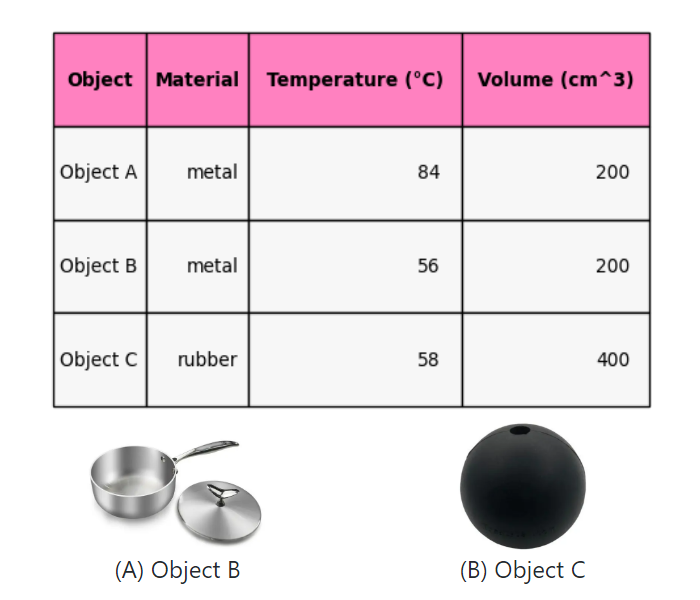 Object Material Temperature (°C) Volume (cm^3)
Object A metal 84 200
Object B metal 56 200
Object C rubber 58 400
(A) Object B (B) Object C